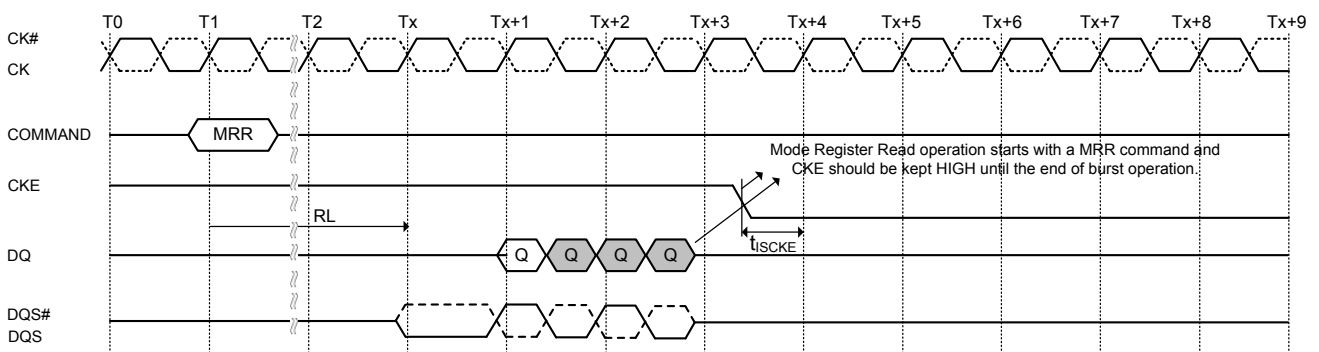 T0 T1 T2 Tx Tx+1 Tx+2 Tx+3 Tx+4 Tx+5 Tx+6 Tx+7 Tx+8 Tx+9
CK#
CK
COMMAND MRR
Mode Register Read operation starts with a MRR command and
CKE should be kept HIGH until the end of burst operation.
CKE
RL
tISCKE
DQ Q Q Q Q
DQS#
DQS